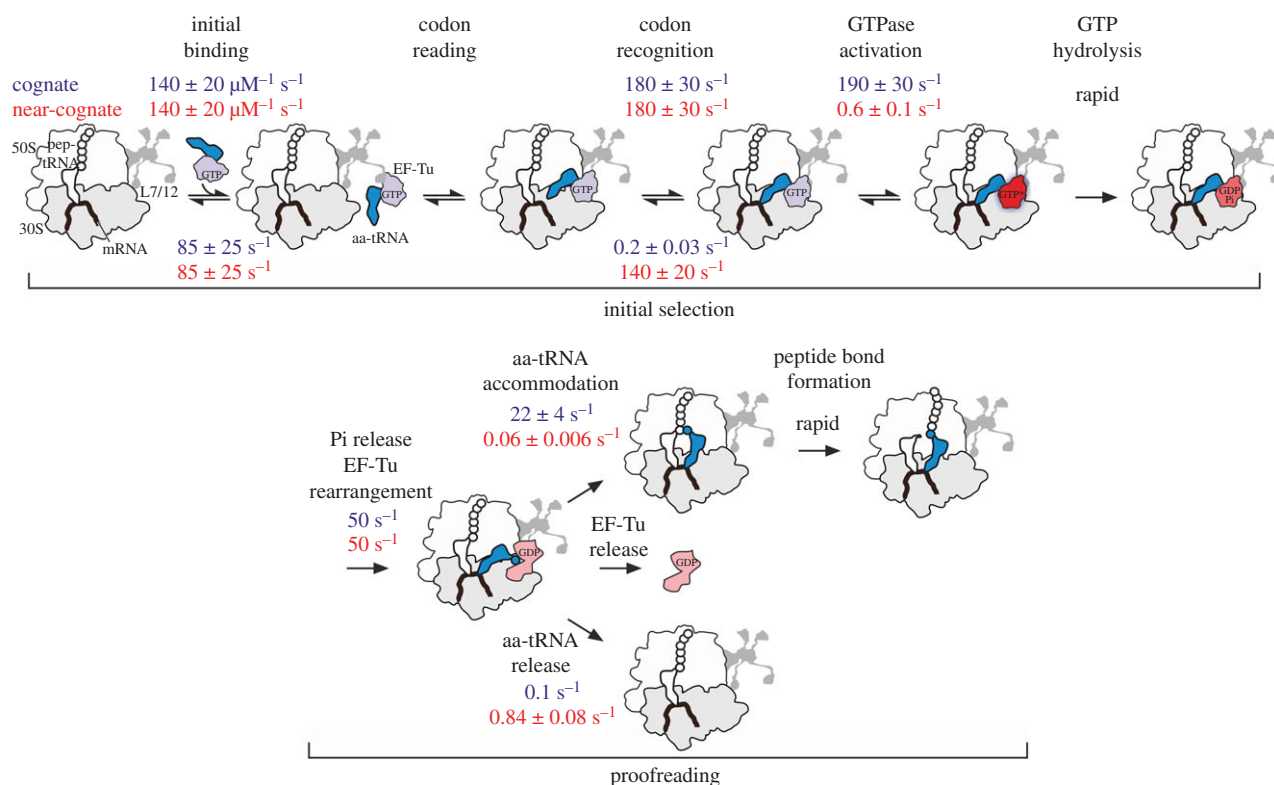 initial
binding
codon
reading
codon
recognition
GTPase
activation
GTP
hydrolysis
cognate
140 ± 20 µM⁻¹ s⁻¹
180 ± 30 s⁻¹
190 ± 30 s⁻¹
near-cognate
140 ± 20 µM⁻¹ s⁻¹
180 ± 30 s⁻¹
0.6 ± 0.1 s⁻¹
rapid
50S
pep-
tRNA
L7/12
30S
mRNA
GTP
EF-Tu
GTP
aa-tRNA
GTP
GTP
GTP*
GDP
Pi
85 ± 25 s⁻¹
85 ± 25 s⁻¹
0.2 ± 0.03 s⁻¹
140 ± 20 s⁻¹
initial selection
Pi release
EF-Tu
rearrangement
50 s⁻¹
50 s⁻¹
GDP
aa-tRNA
accommodation
22 ± 4 s⁻¹
0.06 ± 0.006 s⁻¹
peptide bond
formation
rapid
EF-Tu
release
GDP
aa-tRNA
release
0.1 s⁻¹
0.84 ± 0.08 s⁻¹
proofreading